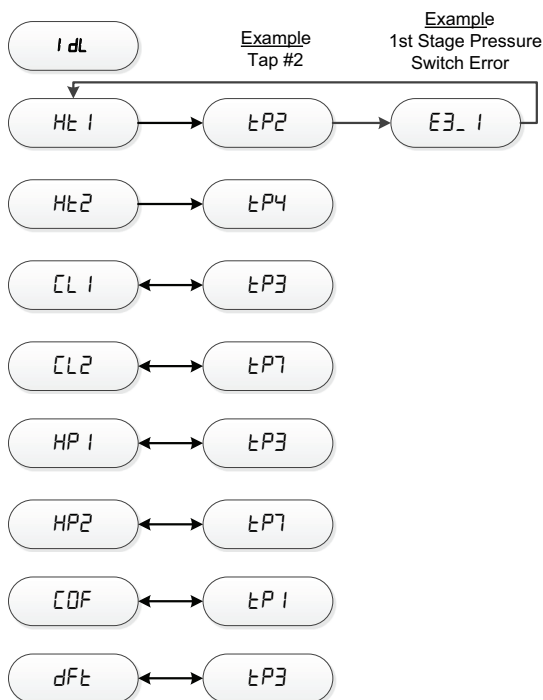 IdL
Example
Tap #2
Example
1st Stage Pressure
Switch Error
Ht1
tP2
E3_1
Ht2
tP4
CL1
tP3
CL2
tP7
HP1
tP3
HP2
tP7
COF
tP1
dFt
tP3